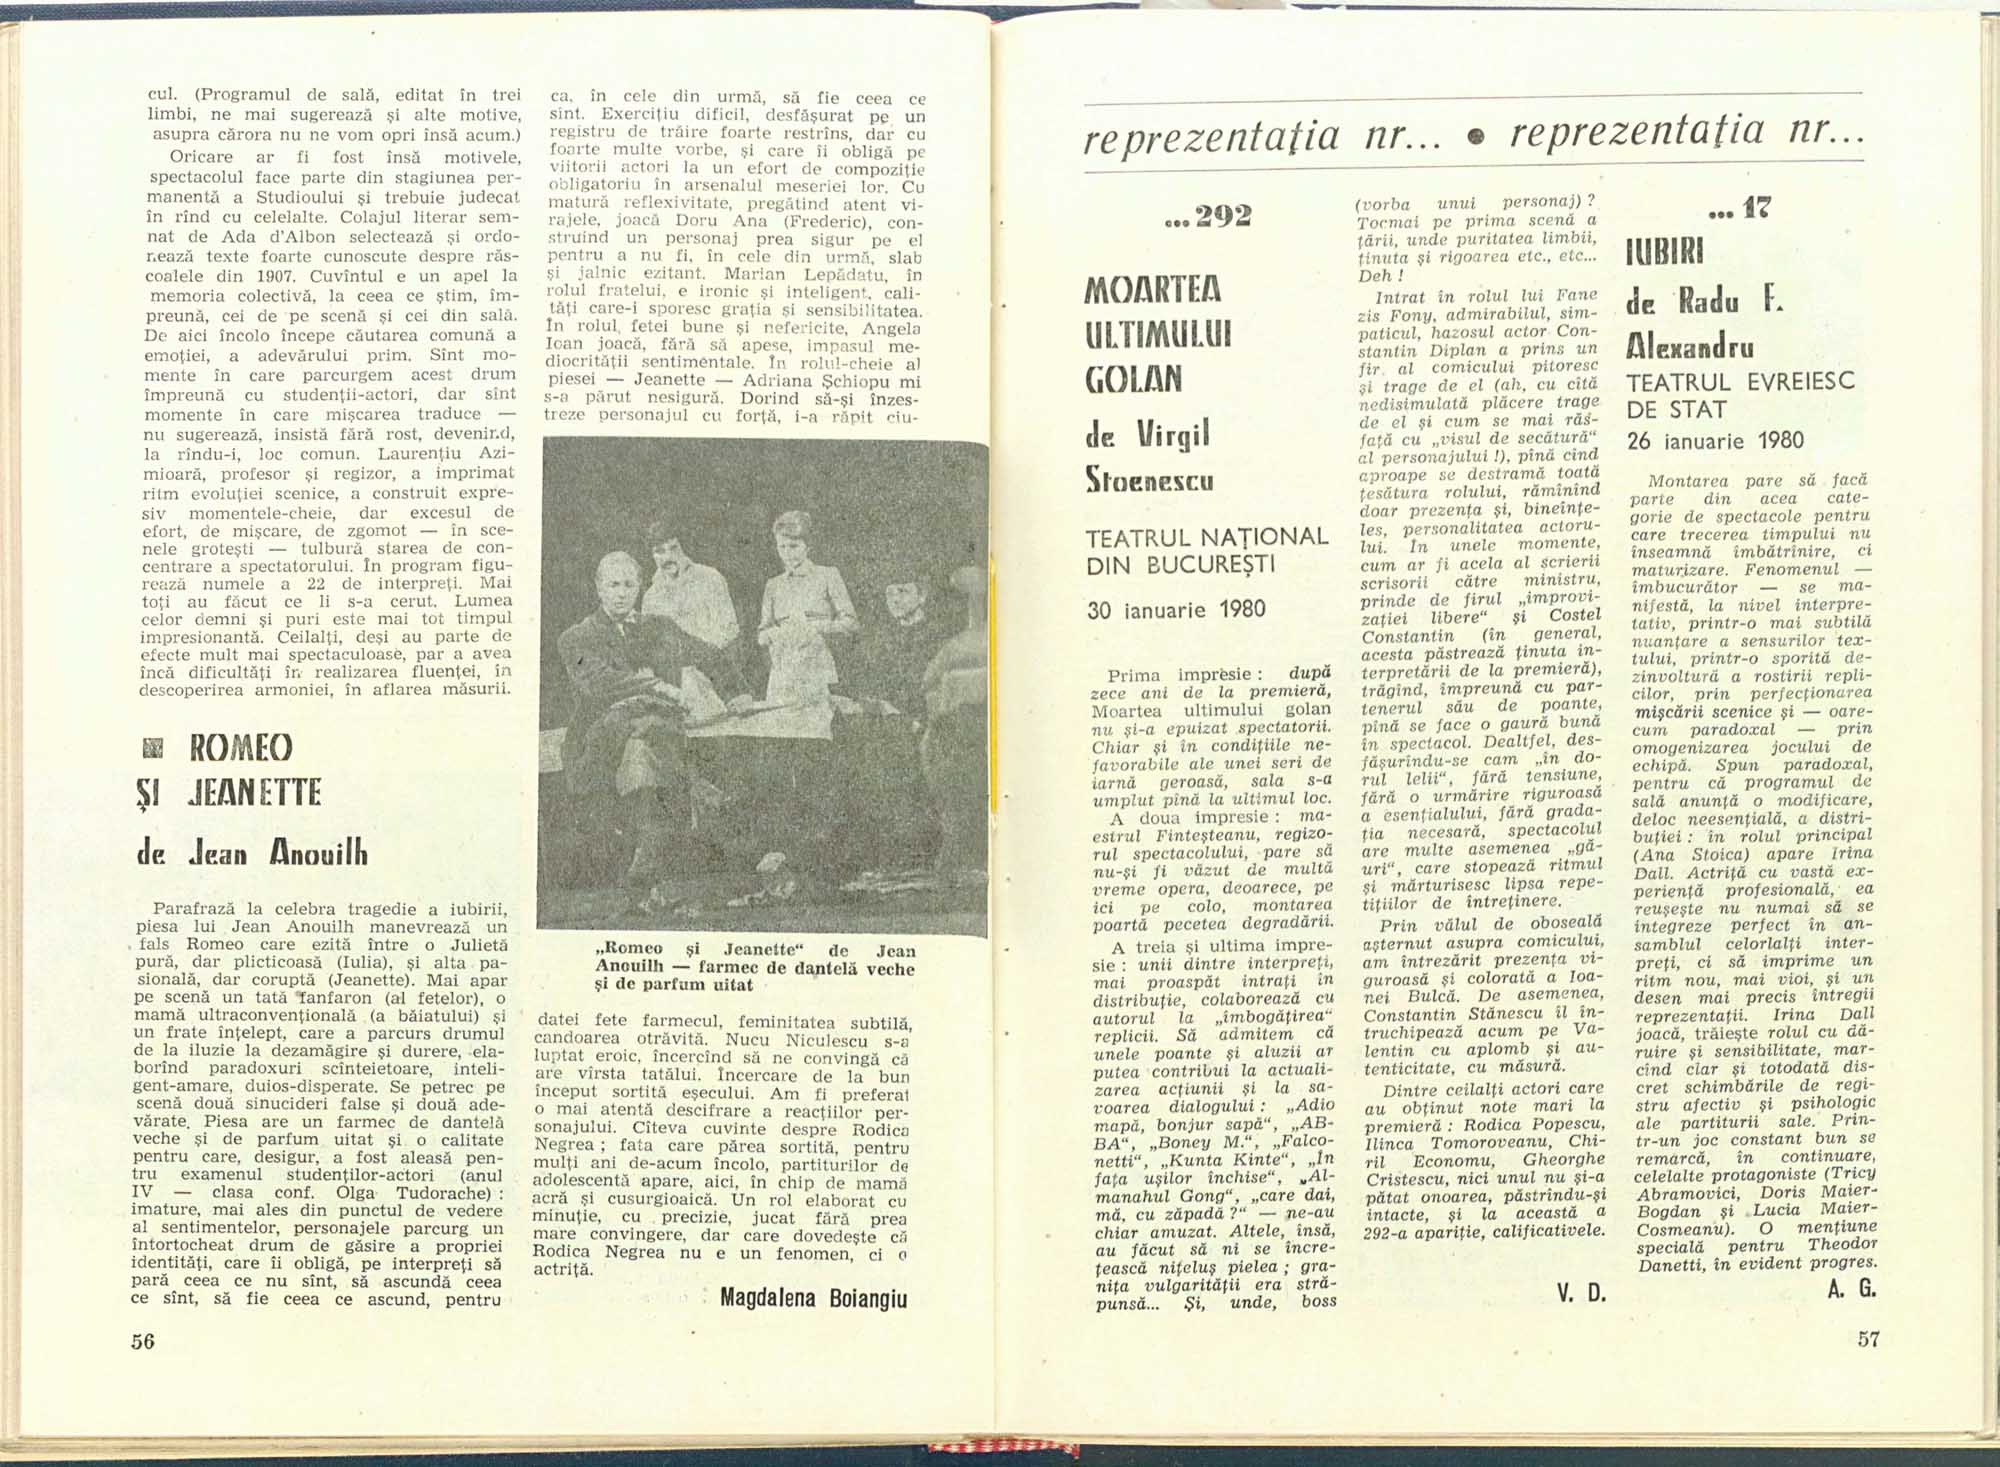 cul. (Programul de sală, editat în trei
limbi, ne mai sugerează și alte motive,
asupra cărora nu ne vom opri însă acum.)
Oricare ar fi fost însă motivele,
spectacolul face parte din stagiunea per-
manentă a Studioului și trebuie judecat
în rînd cu celelalte. Colajul literar sem-
nat de Ada d'Albon selectează și ordo-
nează texte foarte cunoscute despre răs-
coalele din 1907. Cuvîntul e un apel la
memoria colectivă, la ceea ce știm, îm-
preună, cei de pe scenă și cei din sală.
De aici încolo începe căutarea comună a
emoției, a adevărului prim. Sînt mo-
mente în care parcurgem acest drum
împreună cu studenții-actori, dar sînt
momente în care mișcarea traduce —
nu sugerează, insistă fără rost, devenind,
la rîndu-i, loc comun. Laurențiu Azi-
mioară, profesor și regizor, a imprimat
ritm evoluției scenice, a construit expre-
siv momentele-cheie, dar excesul de
efort, de mișcare, de zgomot — în sce-
nele grotești — tulbură starea de con-
centrare a spectatorului. În program figu-
rează numele a 22 de interpreți. Mai
toți au făcut ce li s-a cerut. Lumea
celor demni și puri este mai tot timpul
impresionantă. Ceilalți, deși au parte de
efecte mult mai spectaculoase, par a avea
încă dificultăți în realizarea fluenței, în
descoperirea armoniei, în aflarea măsurii.
ROMEO
ȘI JEANETTE
de Jean Anouilh
Parafrază la celebra tragedie a iubirii,
piesa lui Jean Anouilh manevrează un
fals Romeo care ezită între o Julietă
pură, dar plicticoasă (Iulia), și alta pa-
sională, dar coruptă (Jeanette). Mai apar
pe scenă un tată fanfaron (al fetelor), o
mamă ultraconvențională (a băiatului) și
un frate înțelept, care a parcurs drumul
de la iluzie la dezamăgire și durere, ela-
borînd paradoxuri scînteietoare, inteli-
gent-amare, duios-disperate. Se petrec pe
scenă două sinucideri false și două ade-
vărate. Piesa are un farmec de dantelă
veche și de parfum uitat și o calitate
pentru care, desigur, a fost aleasă pen-
tru examenul studenților-actori (anul
IV — clasa conf. Olga Tudorache) :
imature, mai ales din punctul de vedere
al sentimentelor, personajele parcurg un
întortocheat drum de găsire a propriei
identități, care îi obligă, pe interpreți să
pară ceea ce nu sînt, să ascundă ceea
ce sînt, să fie ceea ce ascund, pentru
56
ca, în cele din urmă, să fie ceea ce
sînt. Exercițiu dificil, desfășurat pe un
registru de trăire foarte restrîns, dar cu
foarte multe vorbe, și care îi obligă pe
viitorii actori la un efort de compoziție
obligatoriu în arsenalul meseriei lor. Cu
matură reflexivitate, pregătind atent vi-
rajele, joacă Doru Ana (Frederic), con-
struind un personaj prea sigur pe el
pentru a nu fi, în cele din urmă, slab
și jalnic ezitant. Marian Lepădatu, în
rolul fratelui, e ironic și inteligent, cali-
tăți care-i sporesc grația și sensibilitatea.
În rolul fetei bune și nefericite, Angela
Ioan joacă, fără să apese, impasul me-
diocrității sentimentale. În rolul-cheie al
piesei — Jeanette — Adriana Șchiopu mi
s-a părut nesigură. Dorind să-și înzes-
treze personajul cu forță, i-a răpit ciu-
„Romeo și Jeanette“ de Jean
Anouilh — farmec de dantelă veche
și de parfum uitat
datei fete farmecul, feminitatea subtilă,
candoarea otrăvită. Nucu Niculescu s-a
luptat eroic, încercînd să ne convingă că
are vîrsta tatălui. Încercare de la bun
început sortită eșecului. Am fi preferat
o mai atentă descifrare a reacțiilor per-
sonajului. Cîteva cuvinte despre Rodica
Negrea ; fata care părea sortită, pentru
mulți ani de-acum încolo, partiturilor de
adolescentă apare, aici, în chip de mamă
acră și cusurgioaică. Un rol elaborat cu
minuție, cu precizie, jucat fără prea
mare convingere, dar care dovedește că
Rodica Negrea nu e un fenomen, ci o
actriță.
Magdalena Boiangiu
reprezentația nr... • reprezentația nr...
...292
MOARTEA
ULTIMULUI
GOLAN
de Virgil
Stoenescu
TEATRUL NAȚIONAL
DIN BUCUREȘTI
30 ianuarie 1980
Prima impresie : după
zece ani de la premieră,
Moartea ultimului golan
nu și-a epuizat spectatorii.
Chiar și în condițiile ne-
favorabile ale unei seri de
iarnă geroasă, sala s-a
umplut pînă la ultimul loc.
A doua impresie : ma-
estrul Finteșteanu, regizo-
rul spectacolului, pare să
nu-și fi văzut de multă
vreme opera, deoarece, pe
ici pe colo, montarea
poartă pecetea degradării.
A treia și ultima impre-
sie : unii dintre interpreți,
mai proaspăt intrați în
distribuție, colaborează cu
autorul la „îmbogățirea“
replicii. Să admitem că
unele poante și aluzii ar
putea contribui la actuali-
zarea acțiunii și la sa-
voarea dialogului : „Adio
mapă, bonjur sapă“, „AB-
BA“, „Boney M.“, „Falco-
netti“, „Kunta Kinte“, „În
fața ușilor închise“, „Al-
manahul Gong“, „care dai,
mă, cu zăpadă ?“ — ne-au
chiar amuzat. Altele, însă,
au făcut să ni se încre-
țească nițeluș pielea ; gra-
nița vulgarității era stră-
punsă... Și, unde, boss
(vorba unui personaj) ?
Tocmai pe prima scenă a
țării, unde puritatea limbii,
ținuta și rigoarea etc., etc...
Deh !
Intrat în rolul lui Fane
zis Fony, admirabilul, sim-
paticul, hazosul actor Con-
stantin Diplan a prins un
fir al comicului pitoresc
și trage de el (ah, cu cîtă
nedisimulată plăcere trage
de el și cum se mai răs-
față cu „visul de secătură“
al personajului !), pînă cînd
aproape se destramă toată
țesătura rolului, rămînînd
doar prezența și, bineînțe-
les, personalitatea actoru-
lui. În unele momente,
cum ar fi acela al scrierii
scrisorii către ministru,
prinde de firul „improvi-
zației libere“ și Costel
Constantin (în general,
acesta păstrează ținuta in-
terpretării de la premieră),
trăgînd, împreună cu par-
tenerul său de poante,
pînă se face o gaură bună
în spectacol. Dealtfel, des-
fășurîndu-se cam „în do-
rul lelii“, fără tensiune,
fără o urmărire riguroasă
a esențialului, fără grada-
ția necesară, spectacolul
are multe asemenea „gă-
uri“, care stopează ritmul
și mărturisesc lipsa repe-
tițiilor de întreținere.
Prin vălul de oboseală
așternut asupra comicului,
am întrezărit prezența vi-
guroasă și colorată a Ioa-
nei Bulcă. De asemenea,
Constantin Stănescu îl în-
truchipează acum pe Va-
lentin cu aplomb și au-
tenticitate, cu măsură.
Dintre ceilalți actori care
au obținut note mari la
premieră : Rodica Popescu,
Ilinca Tomoroveanu, Chi-
ril Economu, Gheorghe
Cristescu, nici unul nu și-a
pătat onoarea, păstrîndu-și
intacte, și la această a
292-a apariție, calificativele.
V. D.
... 17
IUBIRI
de Radu F.
Alexandru
TEATRUL EVREIESC
DE STAT
26 ianuarie 1980
Montarea pare să facă
parte din acea cate-
gorie de spectacole pentru
care trecerea timpului nu
înseamnă îmbătrînire, ci
maturizare. Fenomenul —
îmbucurător — se ma-
nifestă, la nivel interpre-
tativ, printr-o mai subtilă
nuanțare a sensurilor tex-
tului, printr-o sporită de-
zinvoltură a rostirii repli-
cilor, prin perfecționarea
mișcării scenice și — oare-
cum paradoxal — prin
omogenizarea jocului de
echipă. Spun paradoxal,
pentru că programul de
sală anunță o modificare,
deloc neesențială, a distri-
buției : în rolul principal
(Ana Stoica) apare Irina
Dall. Actriță cu vastă ex-
periență profesională, ea
reușește nu numai să se
integreze perfect în an-
samblul celorlalți inter-
preți, ci să imprime un
ritm nou, mai vioi, și un
desen mai precis întregii
reprezentații. Irina Dall
joacă, trăiește rolul cu dă-
ruire și sensibilitate, mar-
cînd clar și totodată dis-
cret schimbările de regi-
stru afectiv și psihologic
ale partiturii sale. Prin-
tr-un joc constant bun se
remarcă, în continuare,
celelalte protagoniste (Tricy
Abramovici, Doris Maier-
Bogdan și Lucia Maier-
Cosmeanu). O mențiune
specială pentru Theodor
Danetti, în evident progres.
A. G.
57